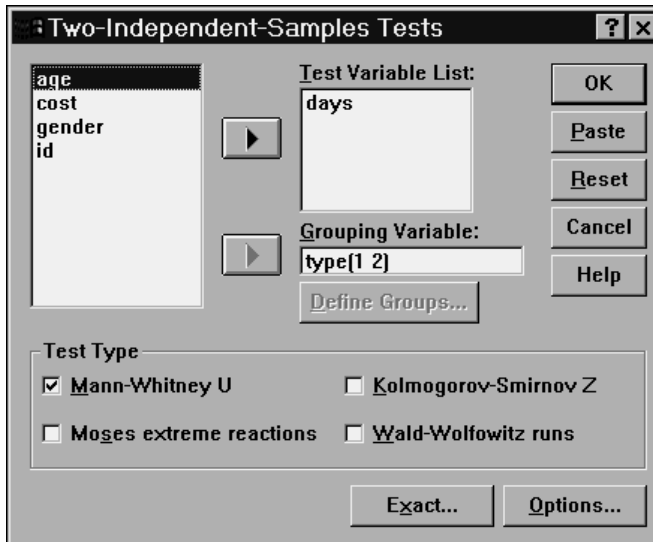 Two-Independent-Samples Tests
age
cost
gender
id
Test Variable List:
days
Grouping Variable:
type(1 2)
Define Groups...
OK
Paste
Reset
Cancel
Help
Test Type
Mann-Whitney U
Kolmogorov-Smirnov Z
Moses extreme reactions
Wald-Wolfowitz runs
Exact...
Options...